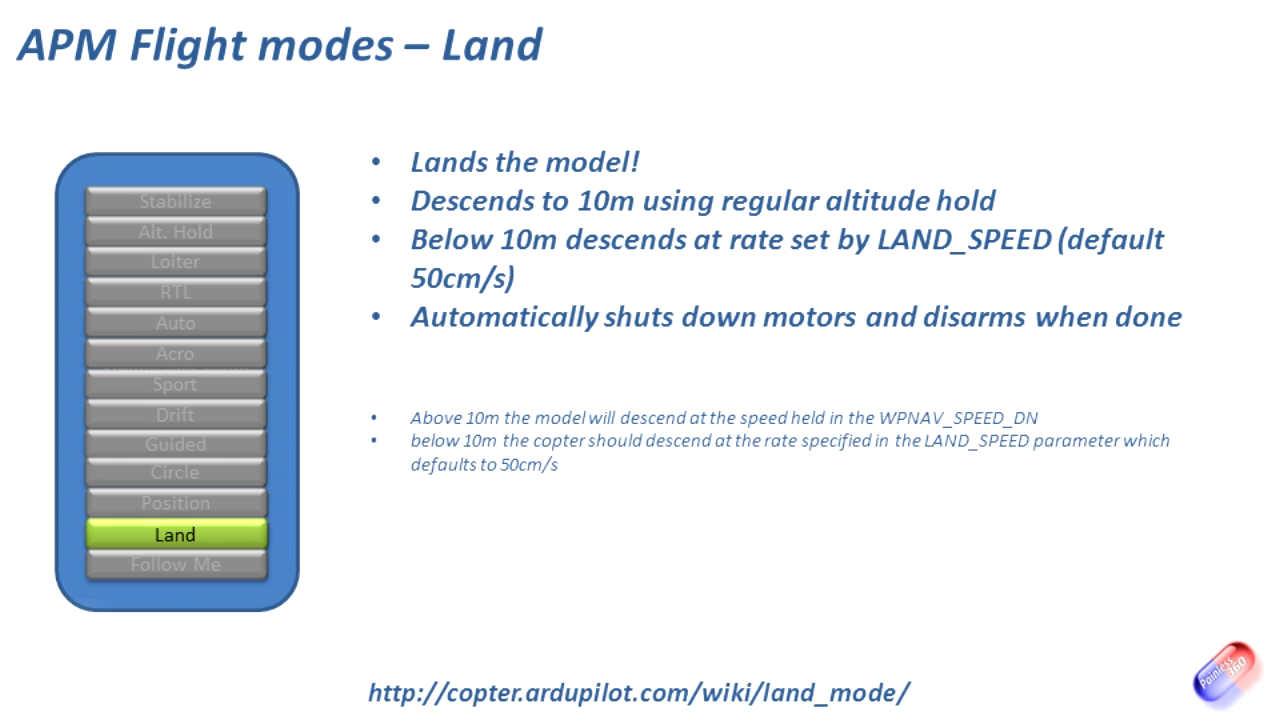 APM Flight modes – Land
Stabilize
Alt. Hold
Loiter
RTL
Auto
Acro
Sport
Drift
Guided
Circle
Position
Land
Follow Me
• Lands the model!
• Descends to 10m using regular altitude hold
• Below 10m descends at rate set by LAND_SPEED (default
50cm/s)
• Automatically shuts down motors and disarms when done
• Above 10m the model will descend at the speed held in the WPNAV_SPEED_DN
• below 10m the copter should descend at the rate specified in the LAND_SPEED parameter which
defaults to 50cm/s
http://copter.ardupilot.com/wiki/land_mode/
Painless
360